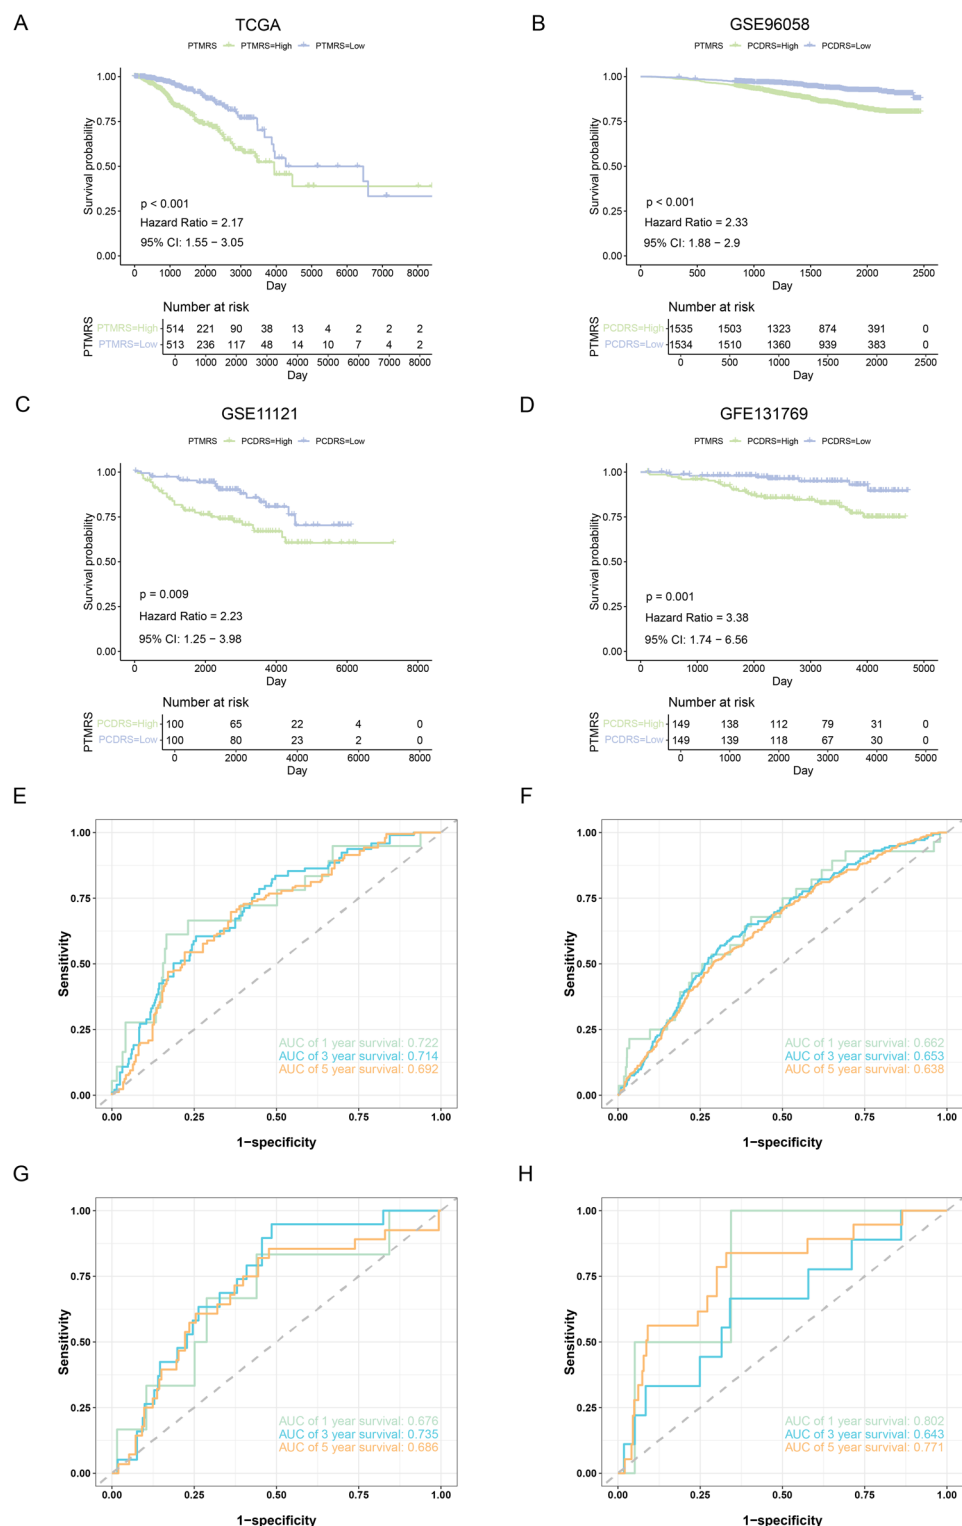 A
TCGA
PTMRS PTMRS=High PTMRS=Low
Survival probability
1.00
0.75
0.50
0.25
0.00
p < 0.001
Hazard Ratio = 2.17
95% CI: 1.55 − 3.05
0 1000 2000 3000 4000 5000 6000 7000 8000
Day
Number at risk
PTMRS
PTMRS=High 514 221 90 38 13 4 2 2 2
PTMRS=Low 513 236 117 48 14 10 7 4 2
0 1000 2000 3000 4000 5000 6000 7000 8000
Day
B
GSE96058
PTMRS PCDRS=High PCDRS=Low
Survival probability
1.00
0.75
0.50
0.25
0.00
p < 0.001
Hazard Ratio = 2.33
95% CI: 1.88 − 2.9
0 500 1000 1500 2000 2500
Day
Number at risk
PTMRS
PCDRS=High 1535 1503 1323 874 391 0
PCDRS=Low 1534 1510 1360 939 383 0
0 500 1000 1500 2000 2500
Day
C
GSE11121
PTMRS PCDRS=High PCDRS=Low
Survival probability
1.00
0.75
0.50
0.25
0.00
p = 0.009
Hazard Ratio = 2.23
95% CI: 1.25 − 3.98
0 2000 4000 6000 8000
Day
Number at risk
PTMRS
PCDRS=High 100 65 22 4 0
PCDRS=Low 100 80 23 2 0
0 2000 4000 6000 8000
Day
D
GFE131769
PTMRS PCDRS=High PCDRS=Low
Survival probability
1.00
0.75
0.50
0.25
0.00
p = 0.001
Hazard Ratio = 3.38
95% CI: 1.74 − 6.56
0 1000 2000 3000 4000 5000
Day
Number at risk
PTMRS
PCDRS=High 149 138 112 79 31 0
PCDRS=Low 149 139 118 67 30 0
0 1000 2000 3000 4000 5000
Day
E
Sensitivity
1.00
0.75
0.50
0.25
0.00
AUC of 1 year survival: 0.722
AUC of 3 year survival: 0.714
AUC of 5 year survival: 0.692
0.00 0.25 0.50 0.75 1.00
1−specificity
F
Sensitivity
1.00
0.75
0.50
0.25
0.00
AUC of 1 year survival: 0.662
AUC of 3 year survival: 0.653
AUC of 5 year survival: 0.638
0.00 0.25 0.50 0.75 1.00
1−specificity
G
Sensitivity
1.00
0.75
0.50
0.25
0.00
AUC of 1 year survival: 0.676
AUC of 3 year survival: 0.735
AUC of 5 year survival: 0.686
0.00 0.25 0.50 0.75 1.00
1−specificity
H
Sensitivity
1.00
0.75
0.50
0.25
0.00
AUC of 1 year survival: 0.802
AUC of 3 year survival: 0.643
AUC of 5 year survival: 0.771
0.00 0.25 0.50 0.75 1.00
1−specificity